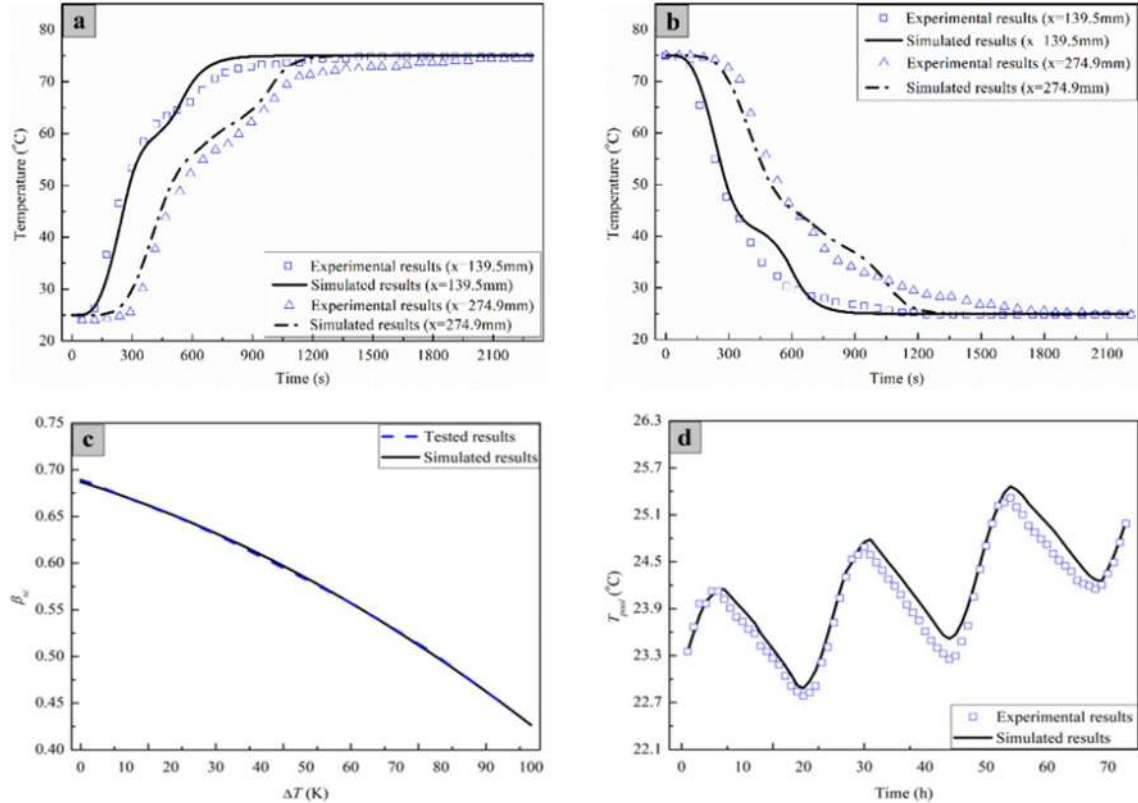 a
Experimental results (x=139.5mm)
Simulated results (x=139.5mm)
Experimental results (x=274.9mm)
Simulated results (x=274.9mm)
Temperature (°C)
80
70
60
50
40
30
20
0 300 600 900 1200 1500 1800 2100
Time (s)
b
Experimental results (x=139.5mm)
Simulated results (x 139.5mm)
Experimental results (x=274.9mm)
Simulated results (x=274.9mm)
Temperature (°C)
80
70
60
50
40
30
20
0 300 600 900 1200 1500 1800 2100
Time (s)
c
Tested results
Simulated results
0.75
0.70
0.65
0.60
0.55
0.50
0.45
0.40
0 10 20 30 40 50 60 70 80 90 100
ΔT (K)
d
Experimental results
Simulated results
T_pool (°C)
26.3
25.7
25.1
24.5
23.9
23.3
22.7
22.1
0 10 20 30 40 50 60 70
Time (h)